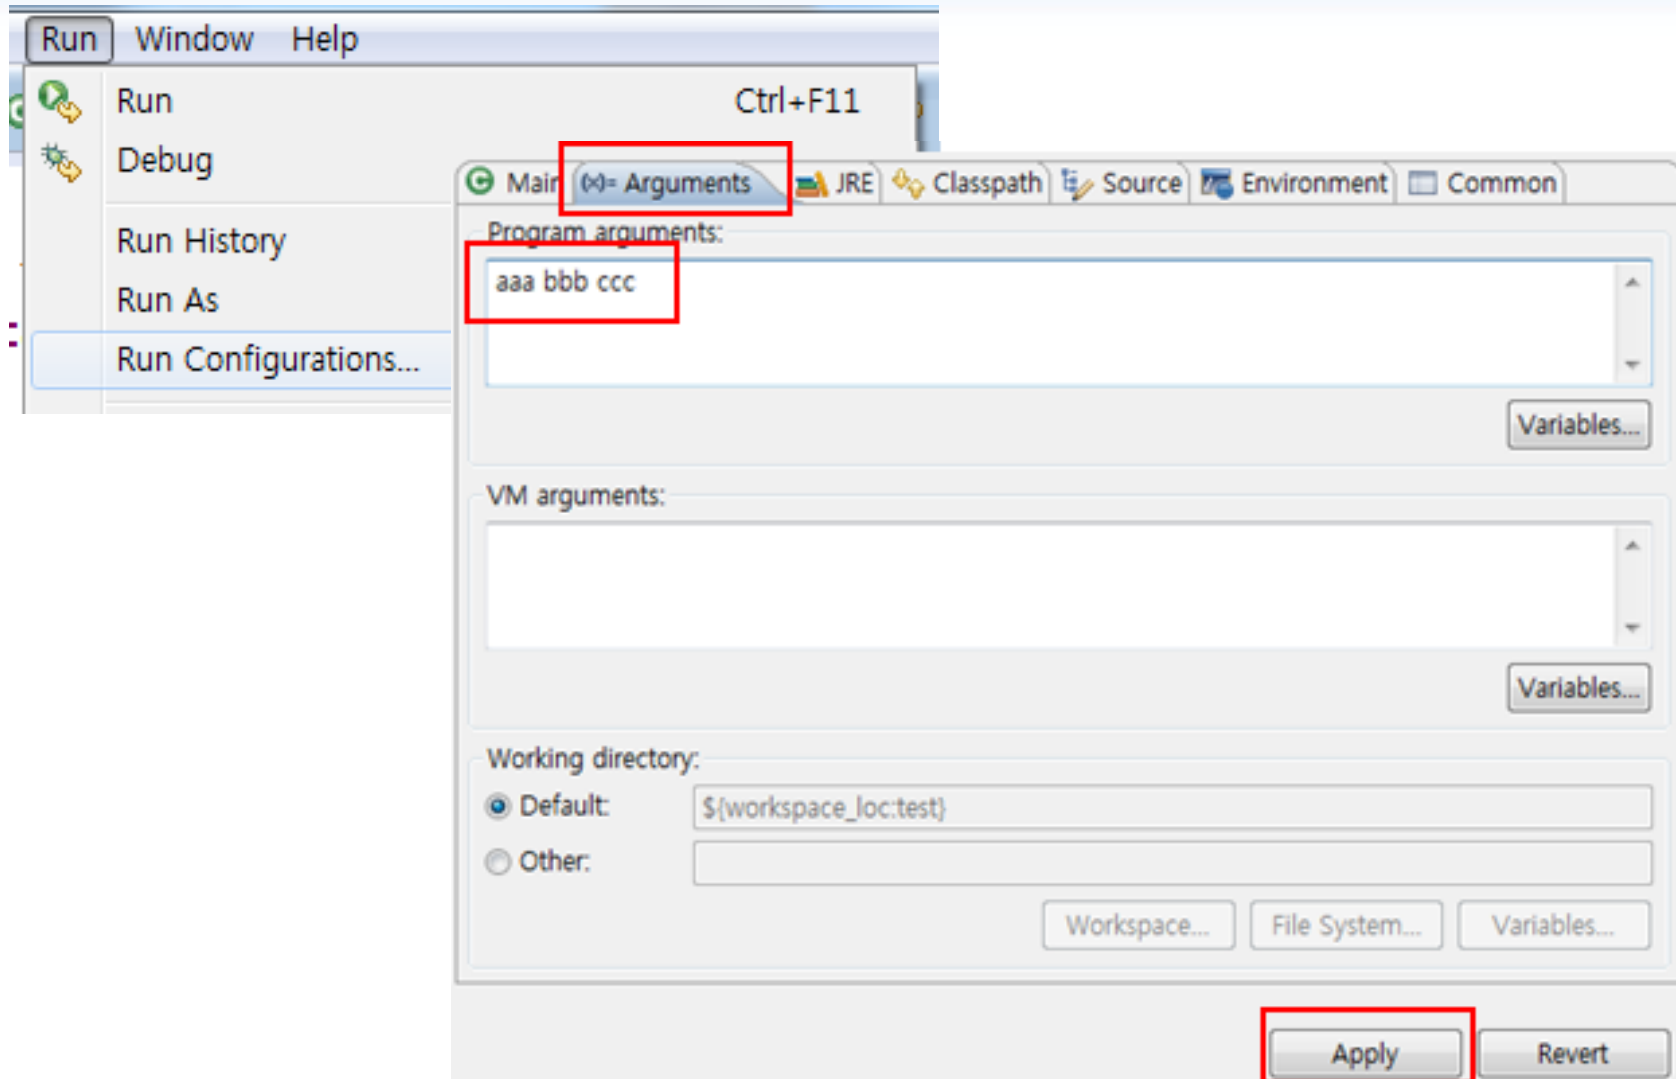 Run Window Help
Run Ctrl+F11
Debug
Run History
Run As
Run Configurations...
Main (x)= Arguments JRE Classpath Source Environment Common
Program arguments:
aaa bbb ccc
Variables...
VM arguments:
Variables...
Working directory:
Default: ${workspace_loc:test}
Other:
Workspace... File System... Variables...
Apply Revert